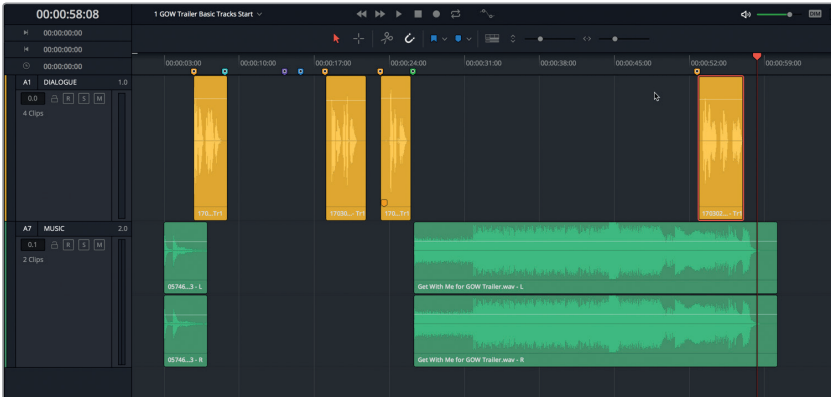 00:00:58:08
1 GOW Trailer Basic Tracks Start
DIM
00:00:00:00
00:00:00:00
00:00:00:00
00:00:03:00 00:00:10:00 00:00:17:00 00:00:24:00 00:00:31:00 00:00:38:00 00:00:45:00 00:00:52:00 00:00:59:00
A1 DIALOGUE 1.0
0.0 R S M
4 Clips
170...Tr1 17030... - Tr1 170...Tr1 170302... - Tr1
A7 MUSIC 2.0
0.1 R S M
2 Clips
05746...3 - L Get With Me for GOW Trailer.wav - L
05746...3 - R Get With Me for GOW Trailer.wav - R